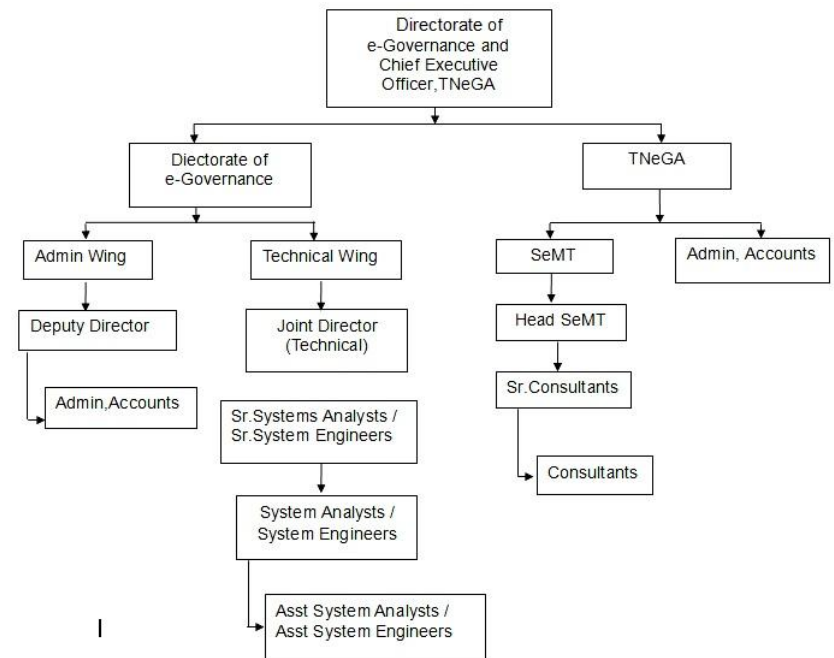 Directorate of
e-Governance and
Chief Executive
Officer,TNeGA
Diectorate of
e-Governance
TNeGA
Admin Wing
Technical Wing
SeMT
Admin, Accounts
Deputy Director
Joint Director
(Technical)
Head SeMT
Admin,Accounts
Sr.Consultants
Sr.Systems Analysts /
Sr.System Engineers
Consultants
System Analysts /
System Engineers
Asst System Analysts /
Asst System Engineers
I